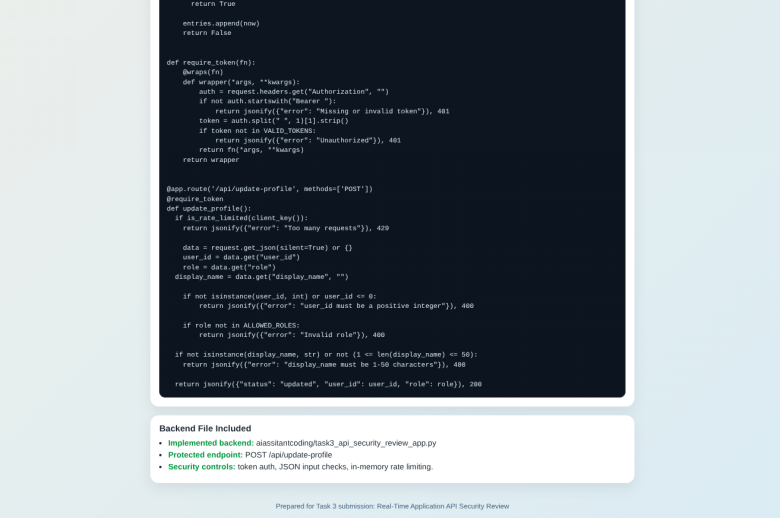 return True
entries.append(now)
return False
def require_token(fn):
@wraps(fn)
def wrapper(*args, **kwargs):
auth = request.headers.get("Authorization", "")
if not auth.startswith("Bearer "):
return jsonify({"error": "Missing or invalid token"}), 401
token = auth.split(" ", 1)[1].strip()
if token not in VALID_TOKENS:
return jsonify({"error": "Unauthorized"}), 401
return fn(*args, **kwargs)
return wrapper
@app.route('/api/update-profile', methods=['POST'])
@require_token
def update_profile():
if is_rate_limited(client_key()):
return jsonify({"error": "Too many requests"}), 429
data = request.get_json(silent=True) or {}
user_id = data.get("user_id")
role = data.get("role")
display_name = data.get("display_name", "")
if not isinstance(user_id, int) or user_id <= 0:
return jsonify({"error": "user_id must be a positive integer"}), 400
if role not in ALLOWED_ROLES:
return jsonify({"error": "Invalid role"}), 400
if not isinstance(display_name, str) or not (1 <= len(display_name) <= 50):
return jsonify({"error": "display_name must be 1-50 characters"}), 400
return jsonify({"status": "updated", "user_id": user_id, "role": role}), 200
Backend File Included
• Implemented backend: aiassitantcoding/task3_api_security_review_app.py
• Protected endpoint: POST /api/update-profile
• Security controls: token auth, JSON input checks, in-memory rate limiting.
Prepared for Task 3 submission: Real-Time Application API Security Review